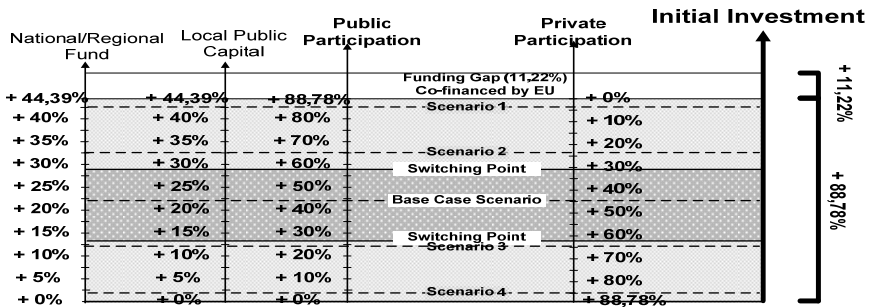 Initial Investment
National/Regional
Fund
Local Public
Capital
Public
Participation
Private
Participation
Funding Gap (11,22%)
Co-financed by EU
+ 11,22%
+ 44,39% + 44,39% + 88,78% + 0%
Scenario 1
+ 40% + 40% + 80% + 10%
+ 35% + 35% + 70% + 20%
Scenario 2
+ 30% + 30% + 60% + 30%
Switching Point
+ 25% + 25% + 50% + 40%
Base Case Scenario
+ 20% + 20% + 40% + 50%
+ 15% + 15% + 30% + 60%
Switching Point
Scenario 3
+ 10% + 10% + 20% + 70%
+ 5% + 5% + 10% + 80%
Scenario 4
+ 0% + 0% + 0% + 88,78%
+ 88,78%